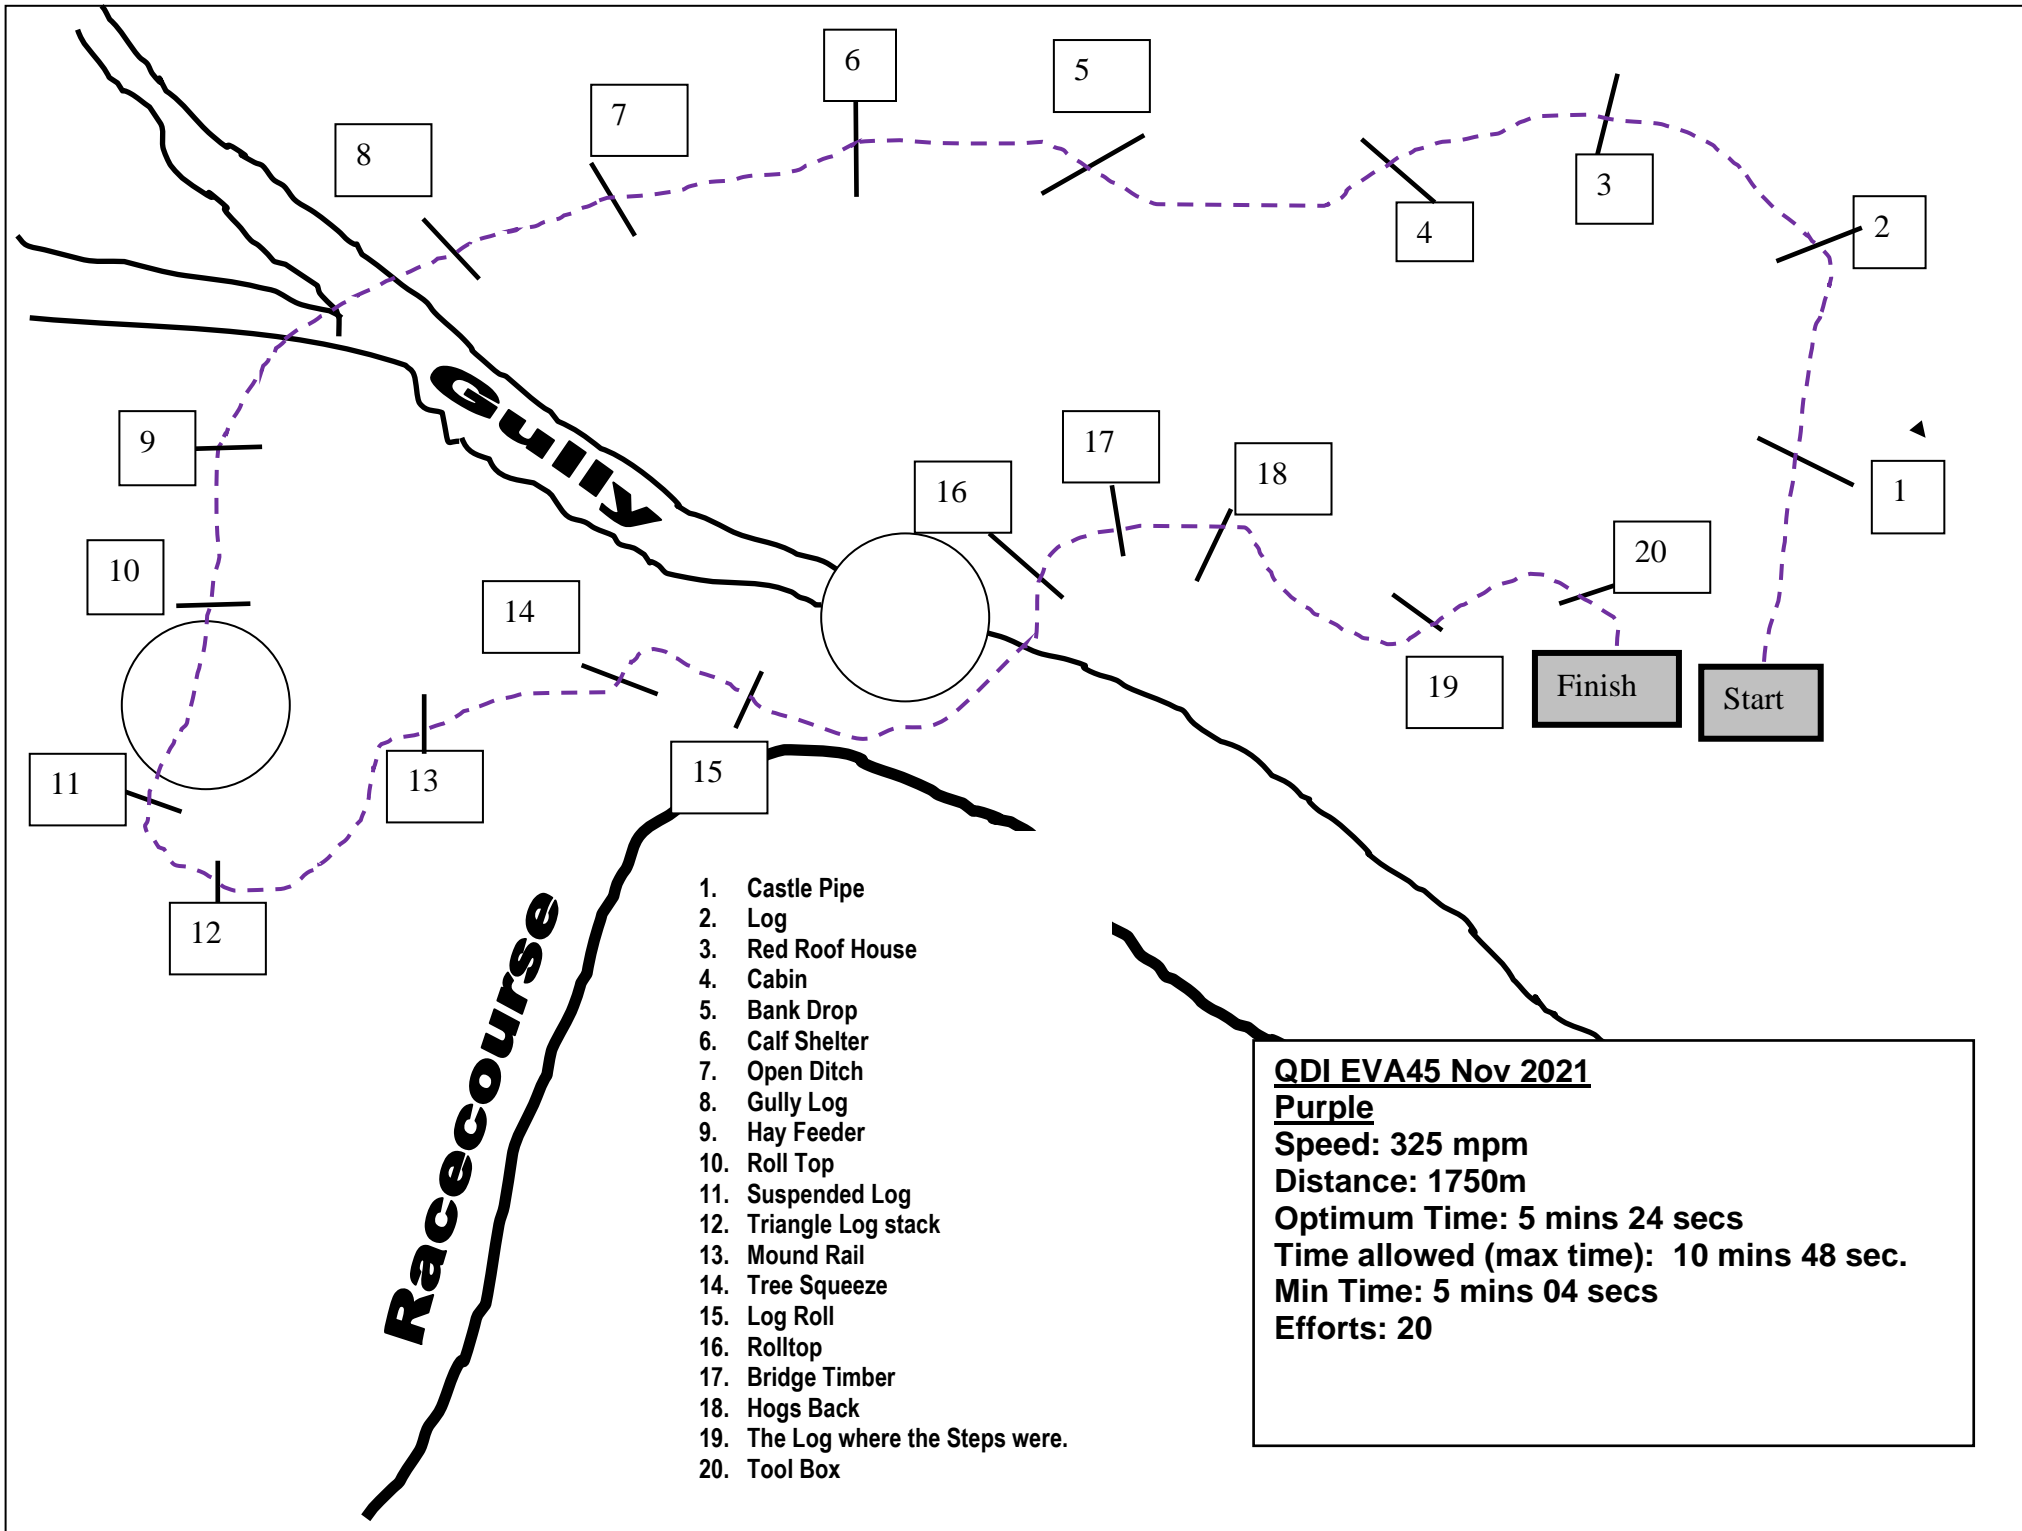 6
5
7
8
3
2
4
17
9
18
16
1
20
10
14
Gully
Finish
Start
19
15
13
11
12
Racecourse
1. Castle Pipe
2. Log
3. Red Roof House
4. Cabin
5. Bank Drop
6. Calf Shelter
7. Open Ditch
8. Gully Log
9. Hay Feeder
10. Roll Top
11. Suspended Log
12. Triangle Log stack
13. Mound Rail
14. Tree Squeeze
15. Log Roll
16. Rolltop
17. Bridge Timber
18. Hogs Back
19. The Log where the Steps were.
20. Tool Box
QDI EVA45 Nov 2021
Purple
Speed: 325 mpm
Distance: 1750m
Optimum Time: 5 mins 24 secs
Time allowed (max time): 10 mins 48 sec.
Min Time: 5 mins 04 secs
Efforts: 20